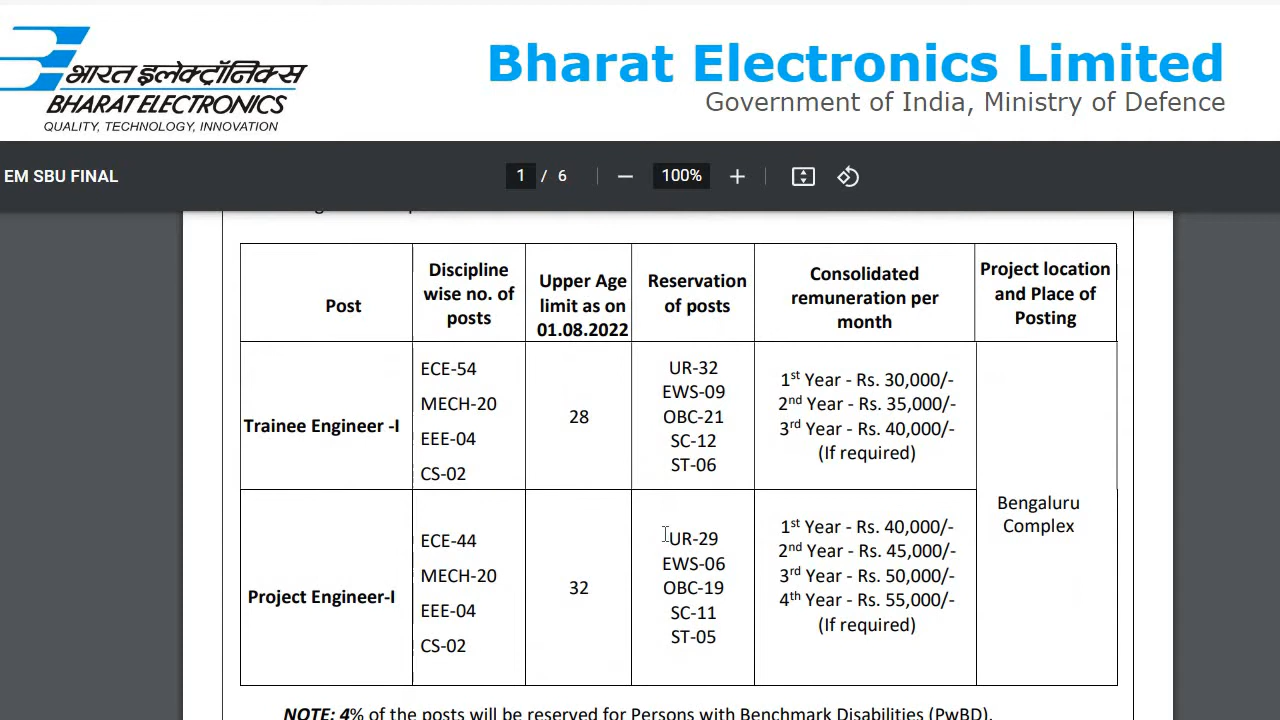 भारत इलेक्ट्रॉनिक्स
BHARAT ELECTRONICS
QUALITY, TECHNOLOGY, INNOVATION
Bharat Electronics Limited
Government of India, Ministry of Defence
EM SBU FINAL
1 / 6
100%
Post
Discipline
wise no. of
posts
Upper Age
limit as on
01.08.2022
Reservation
of posts
Consolidated
remuneration per
month
Project location
and Place of
Posting
Trainee Engineer -I
ECE-54
MECH-20
EEE-04
CS-02
28
UR-32
EWS-09
OBC-21
SC-12
ST-06
1st Year - Rs. 30,000/-
2nd Year - Rs. 35,000/-
3rd Year - Rs. 40,000/-
(If required)
Bengaluru
Complex
Project Engineer-I
ECE-44
MECH-20
EEE-04
CS-02
32
UR-29
EWS-06
OBC-19
SC-11
ST-05
1st Year - Rs. 40,000/-
2nd Year - Rs. 45,000/-
3rd Year - Rs. 50,000/-
4th Year - Rs. 55,000/-
(If required)
NOTE: 4% of the posts will be reserved for Persons with Benchmark Disabilities (PwBD).